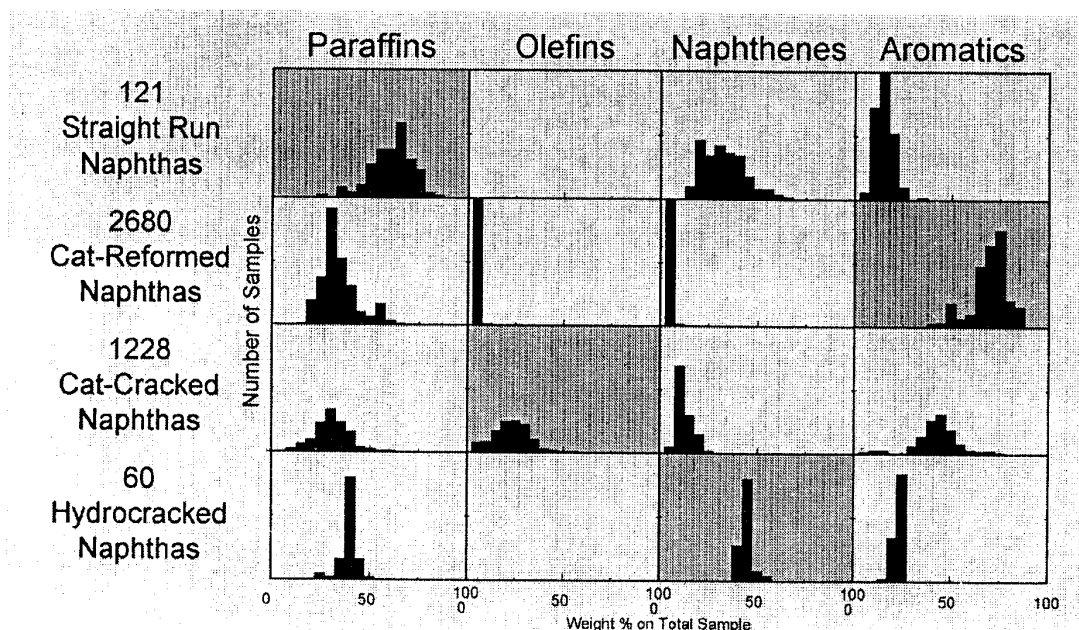 Paraffins Olefins Naphthenes Aromatics
121
Straight Run
Naphthas
2680
Cat-Reformed
Naphthas
1228
Cat-Cracked
Naphthas
60
Hydrocracked
Naphthas
Number of Samples
0 50 100 50 100 50 100 50 100
0 0 0
Weight % on Total Sample